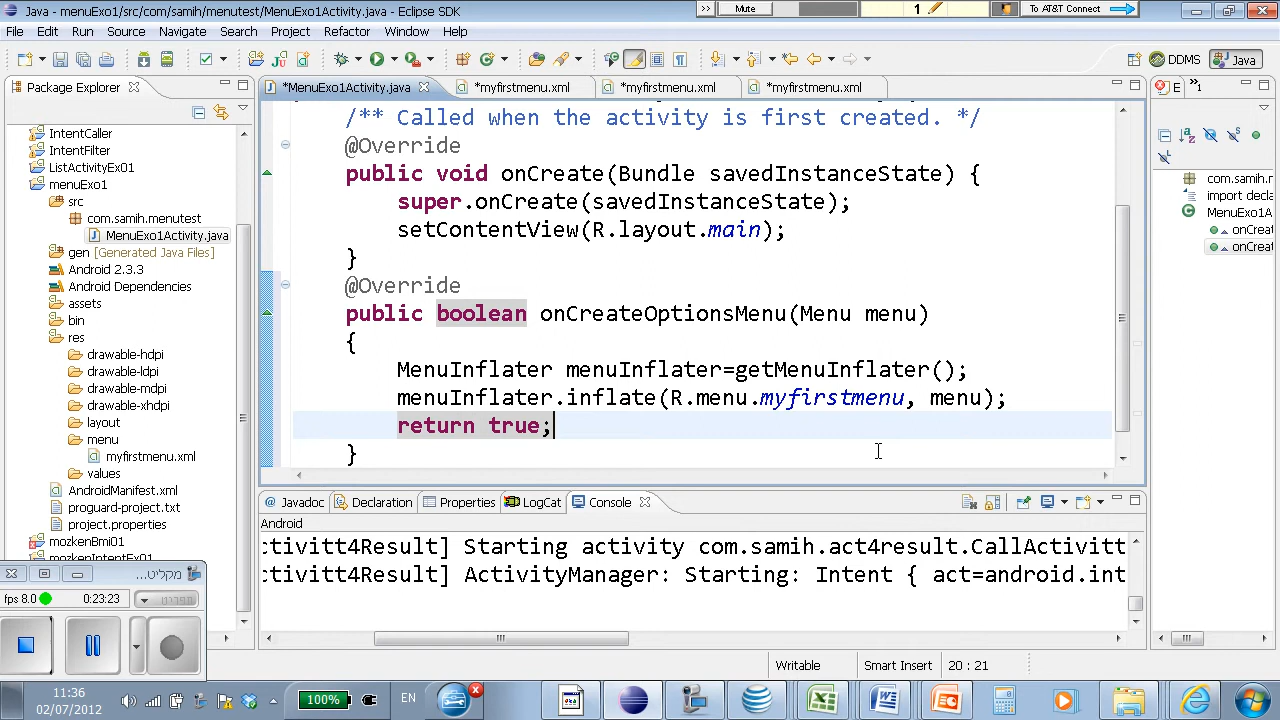 Java - menuExo1/src/com/samih/menutest/MenuExo1Activity.java - Eclipse SDK
Mute
1
To AT&T Connect
File Edit Run Source Navigate Search Project Refactor Window Help
DDMS
Java
Package Explorer
*MenuExo1Activity.java
*myfirstmenu.xml
*myfirstmenu.xml
*myfirstmenu.xml
E
1
IntentCaller
IntentFilter
ListActivityEx01
menuExo1
src
com.samih.menutest
MenuExo1Activity.java
gen [Generated Java Files]
Android 2.3.3
Android Dependencies
assets
bin
res
drawable-hdpi
drawable-ldpi
drawable-mdpi
drawable-xhdpi
layout
menu
myfirstmenu.xml
values
AndroidManifest.xml
proguard-project.txt
project.properties
mozkenBmi01
mozkenIntentEx01
/** Called when the activity is first created. */
@Override
public void onCreate(Bundle savedInstanceState) {
super.onCreate(savedInstanceState);
setContentView(R.layout.main);
}
@Override
public boolean onCreateOptionsMenu(Menu menu)
{
MenuInflater menuInflater=getMenuInflater();
menuInflater.inflate(R.menu.myfirstmenu, menu);
return true;
}
com.samih.m
import decla
MenuExo1A
onCreat
onCreat
Javadoc
Declaration
Properties
LogCat
Console
Android
ctivitt4Result] Starting activity com.samih.act4result.CallActivitt
ctivitt4Result] ActivityManager: Starting: Intent { act=android.int
מקליט...
fps 8.0
0:23:23
תפריט
Writable
Smart Insert
20 : 21
11:36
02/07/2012
100%
EN